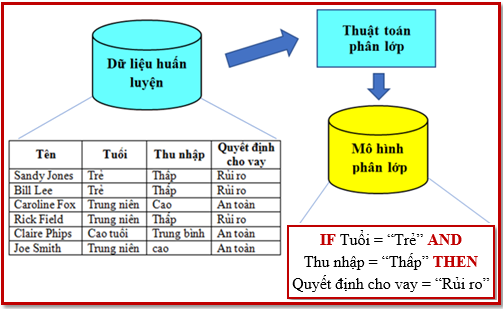 Dữ liệu huấn
luyện
Thuật toán
phân lớp
Mô hình
phân lớp
Tên Tuổi Thu nhập Quyết định cho vay
Sandy Jones Trẻ Thấp Rủi ro
Bill Lee Trẻ Thấp Rủi ro
Caroline Fox Trung niên Cao An toàn
Rick Field Trung niên Thấp Rủi ro
Claire Phips Cao tuổi Trung bình An toàn
Joe Smith Trung niên cao An toàn
IF Tuổi = “Trẻ” AND
Thu nhập = “Thấp” THEN
Quyết định cho vay = “Rủi ro”